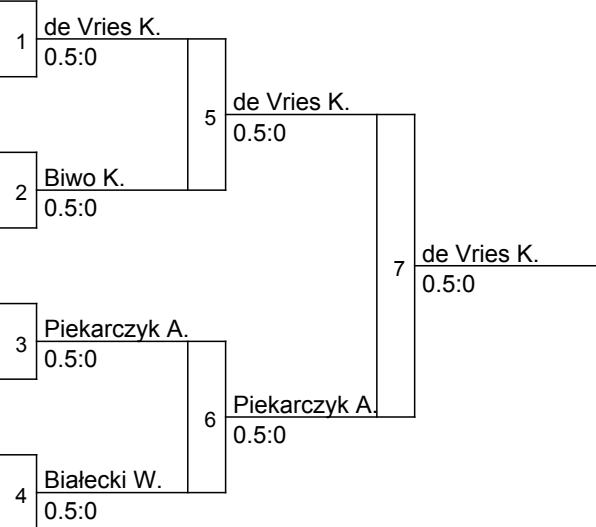 1
de Vries K.
0.5:0
5
de Vries K.
0.5:0
2
Biwo K.
0.5:0
7
de Vries K.
0.5:0
3
Piekarczyk A.
0.5:0
6
Piekarczyk A.
0.5:0
4
Białecki W.
0.5:0